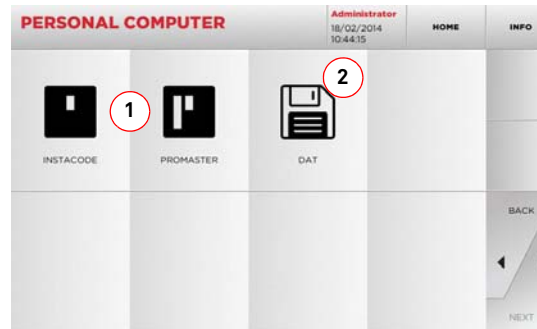 PERSONAL COMPUTER
Administrator
18/02/2014
10:44:15
HOME
INFO
1
2
INSTACODE
PROMASTER
DAT
BACK
NEXT